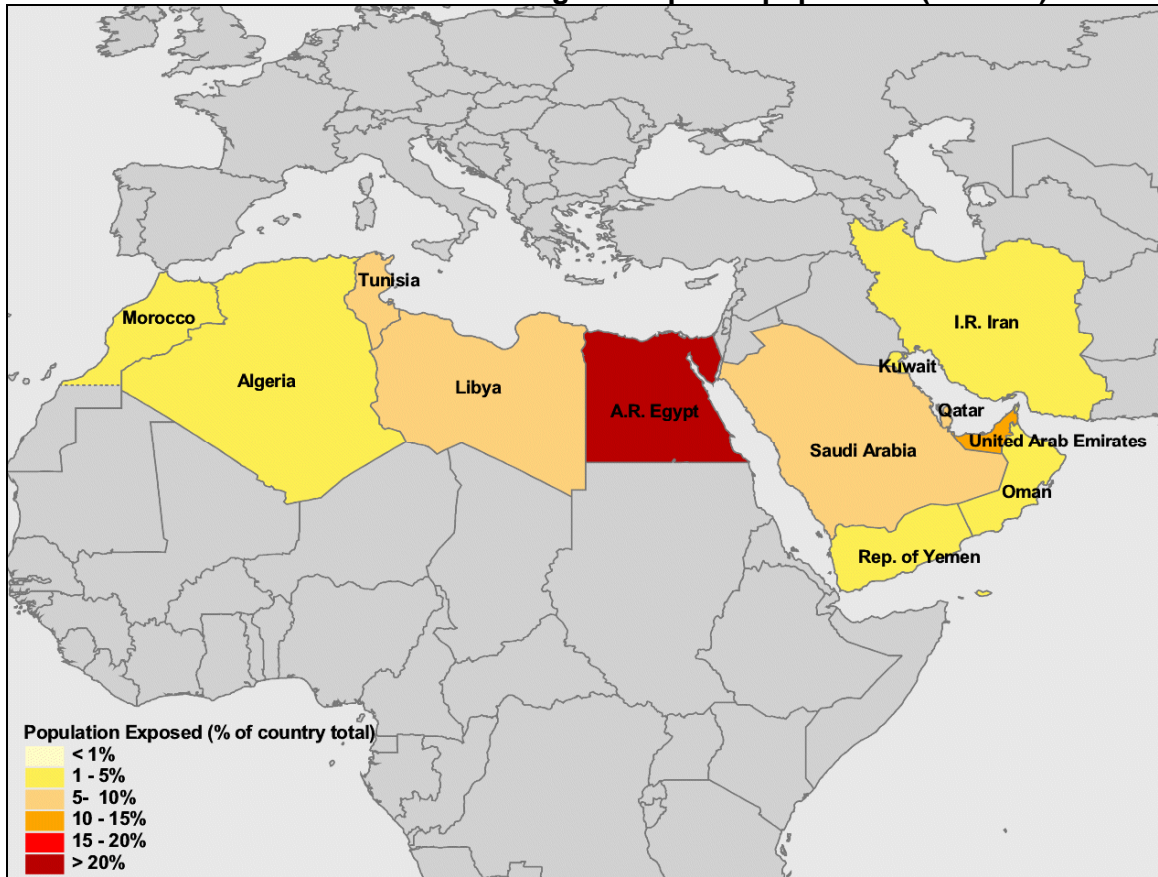 Tunisia
Morocco
I.R. Iran
Kuwait
Algeria
Libya
A.R. Egypt
Qatar
United Arab Emirates
Saudi Arabia
Oman
Rep. of Yemen
Population Exposed (% of country total)
< 1%
1 - 5%
5- 10%
10 - 15%
15 - 20%
> 20%